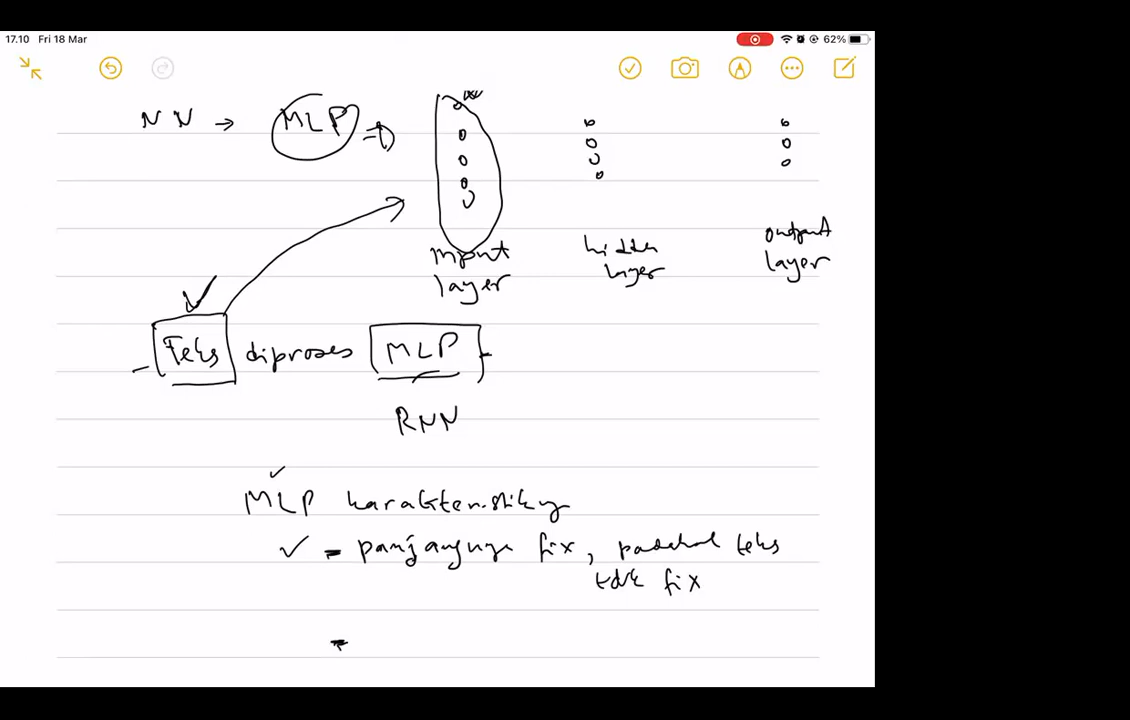 17.10 Fri 18 Mar
62%
NN → MLP ⇒
input layer
hidden layer
output layer
- Teks diproses MLP
RNN
MLP karakteristiknya
✓ - panjangnya fix, padahal teks
tdk fix
-